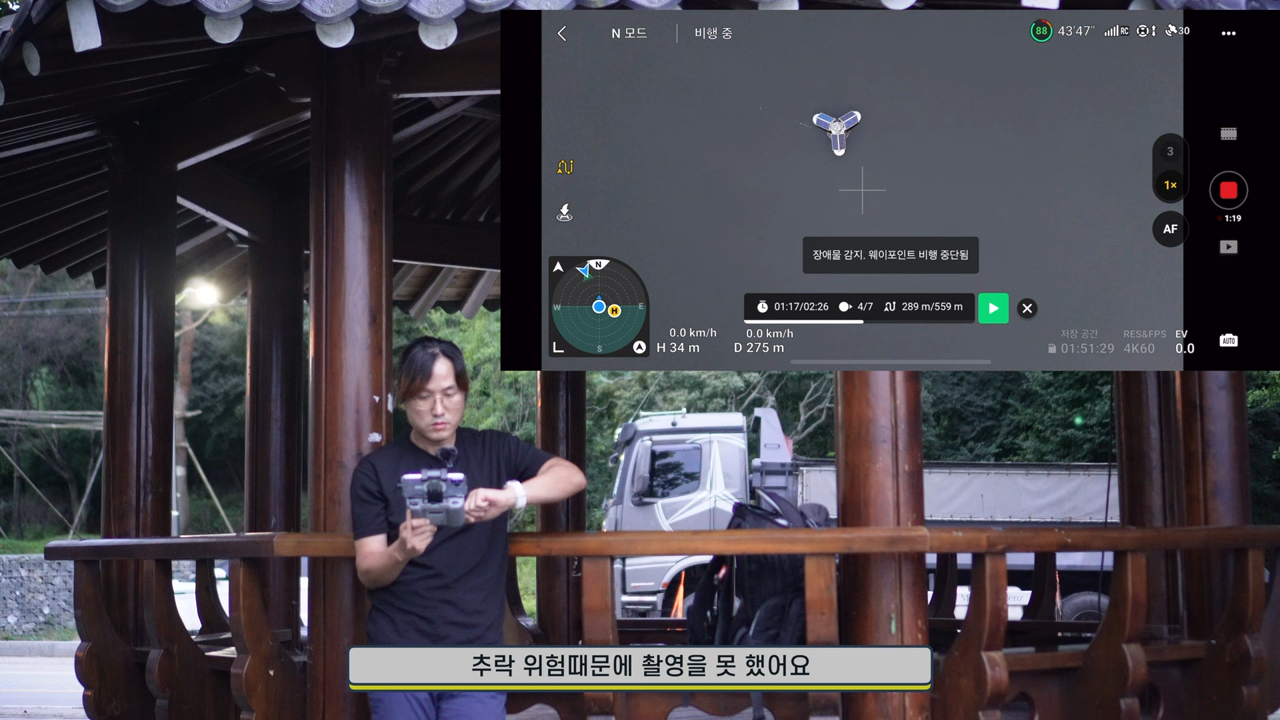 N 모드
비행 중
88
43'47"
RC
30
3
1×
1:19
AF
N
W
E
S
H
장애물 감지. 웨이포인트 비행 중단됨
01:17/02:26
4/7
289 m/559 m
0.0 km/h
0.0 km/h
H 34 m
D 275 m
저장 공간
RES&FPS
EV
01:51:29
4K60
0.0
AUTO
추락 위험때문에 촬영을 못 했어요